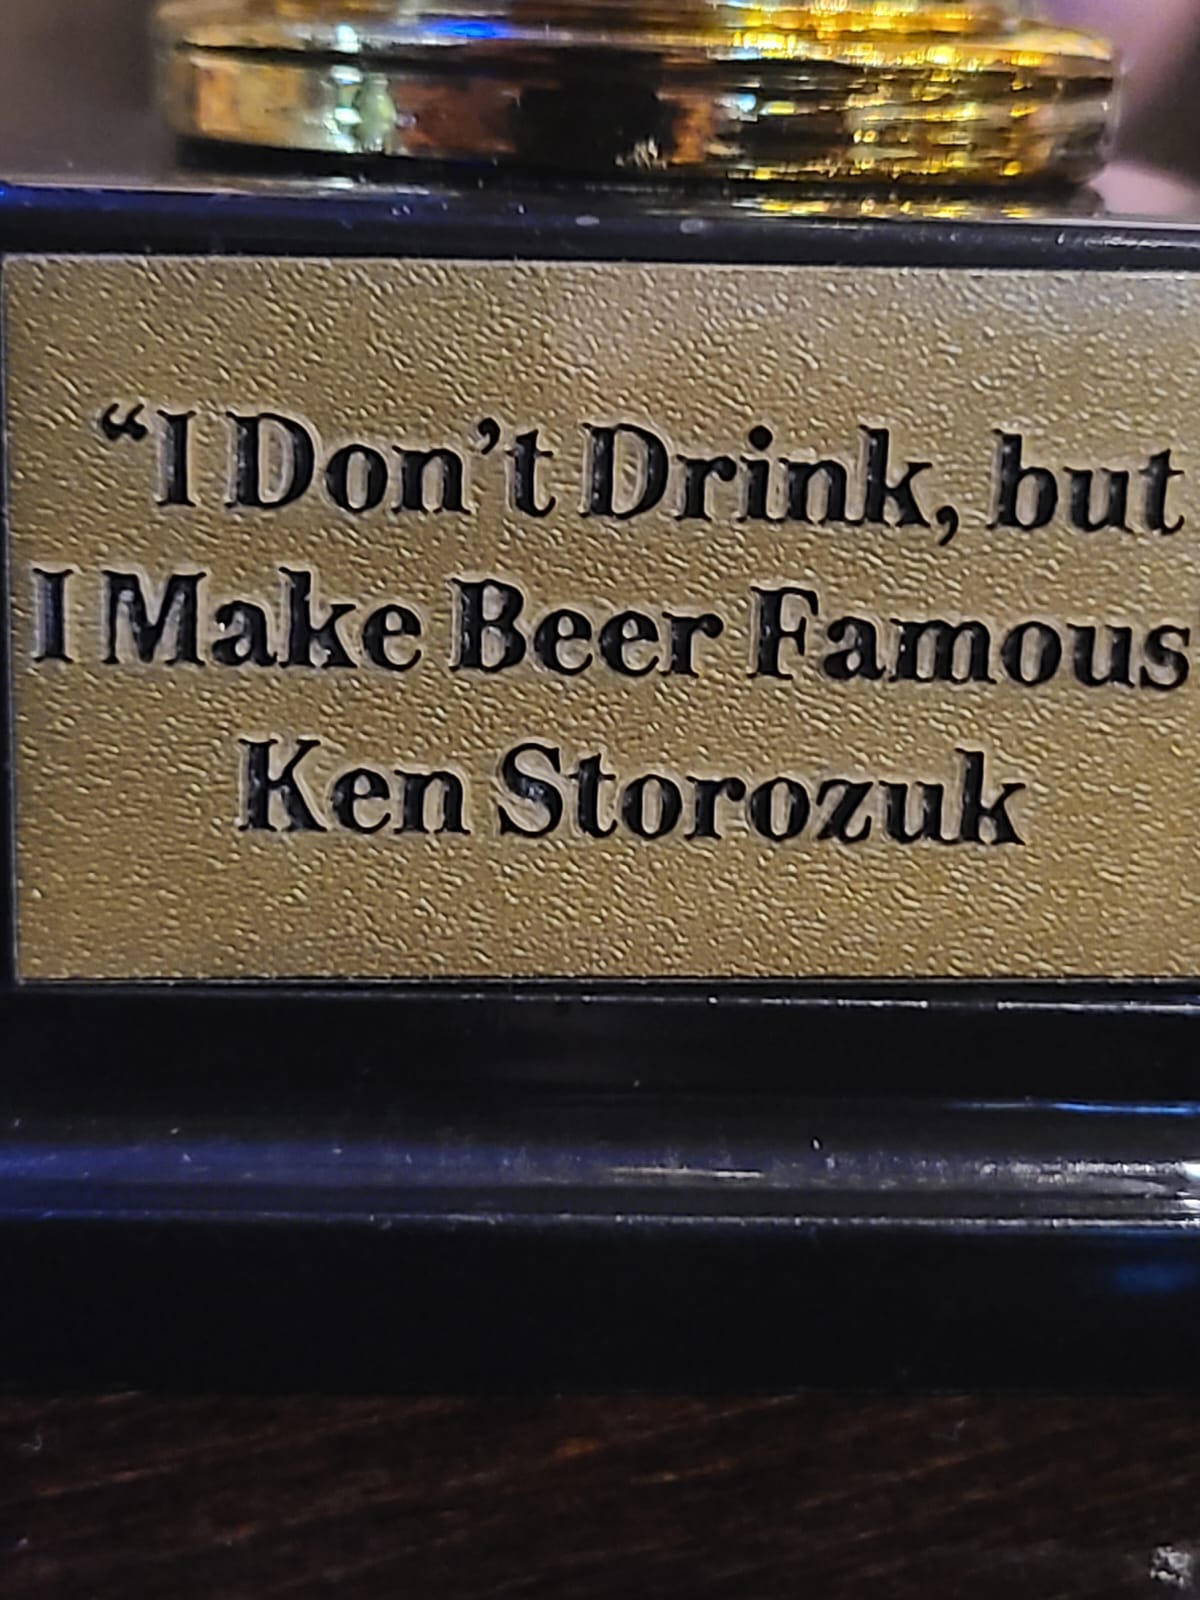 “I Don’t Drink, but
I Make Beer Famous
Ken Storozuk